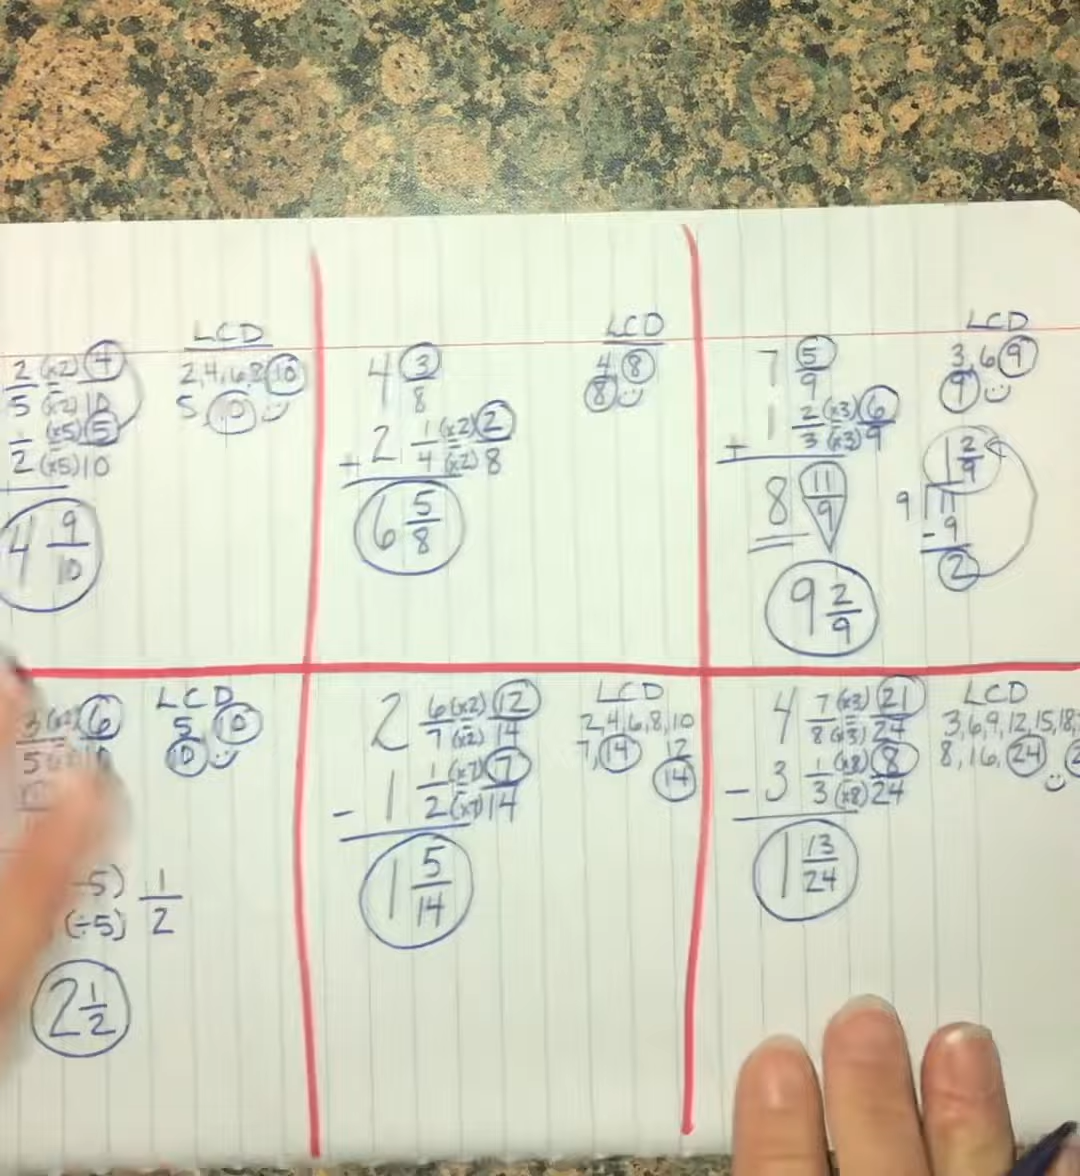 LCD
2/5 (x2)/(x2) 4/10
2,4,6,8,10
1/2 (x5)/(x5) 5/10
5,10
4 9/10
LCD
4 3/8
4,8
8
+ 2 1/4 (x2)/(x2) 2/8
6 5/8
LCD
7 5/9
3,6,9
9
+ 1 2/3 (x3)/(x3) 6/9
8 11/9
1 2/9
9 11
-9
2
9 2/9
LCD
3/5 (x2) 6
5, 10
10
÷5)
(÷5) 1/2
2 1/2
LCD
2 6/7 (x2)/(x2) 12/14
2,4,6,8,10
12
14
7,14
- 1 1/2 (x7)/(x7) 7/14
1 5/14
LCD
4 7/8 (x3)/(x3) 21/24
3,6,9,12,15,18,
8,16,24
- 3 1/3 (x8)/(x8) 8/24
1 13/24